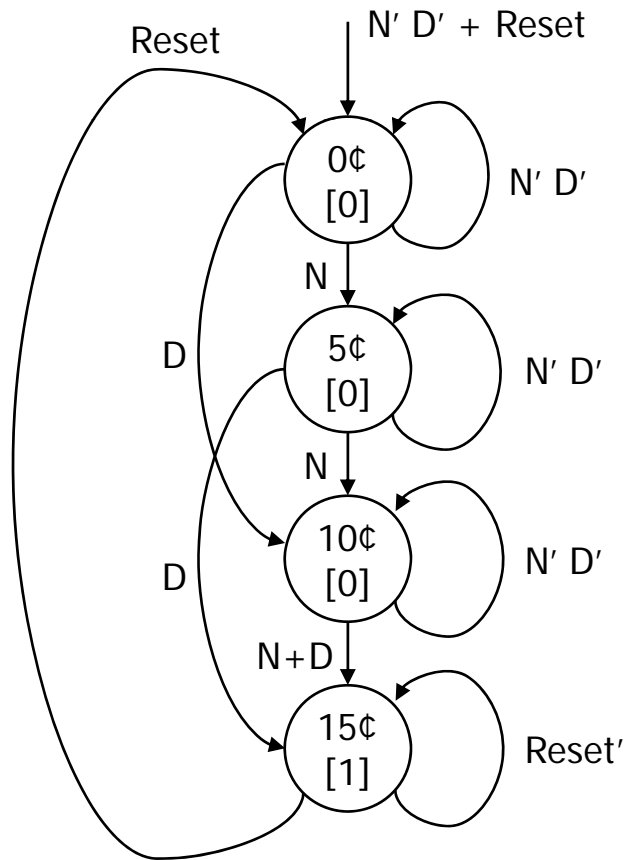 N′ D′ + Reset
Reset
0¢
[0]
N′ D′
N
D
5¢
[0]
N′ D′
N
D
10¢
[0]
N′ D′
N+D
15¢
[1]
Reset′